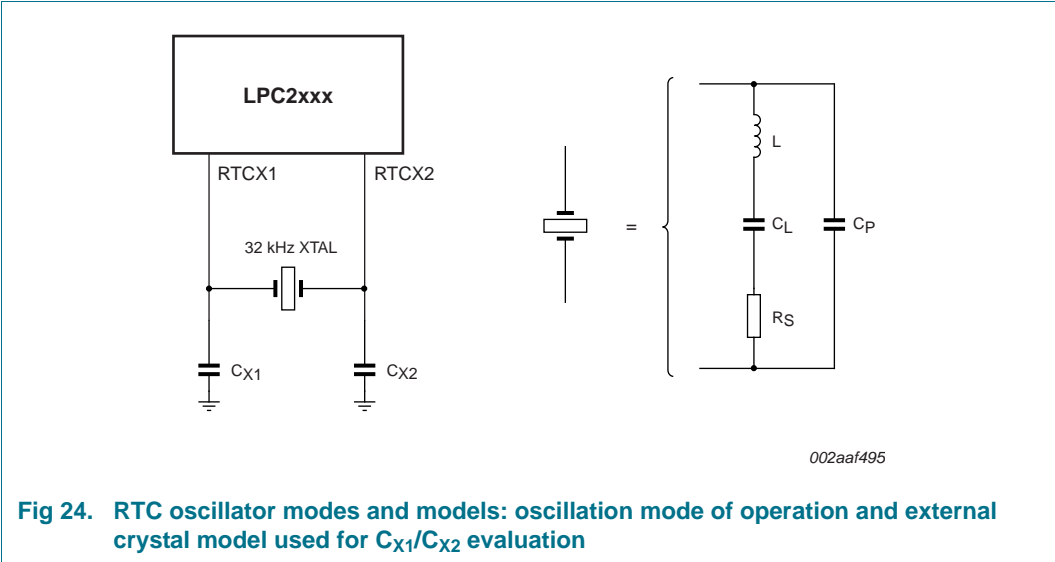 LPC2xxx
RTCX1
RTCX2
32 kHz XTAL
CX1
CX2
=
L
CL
CP
RS
002aaf495
Fig 24. RTC oscillator modes and models: oscillation mode of operation and external
crystal model used for CX1/CX2 evaluation